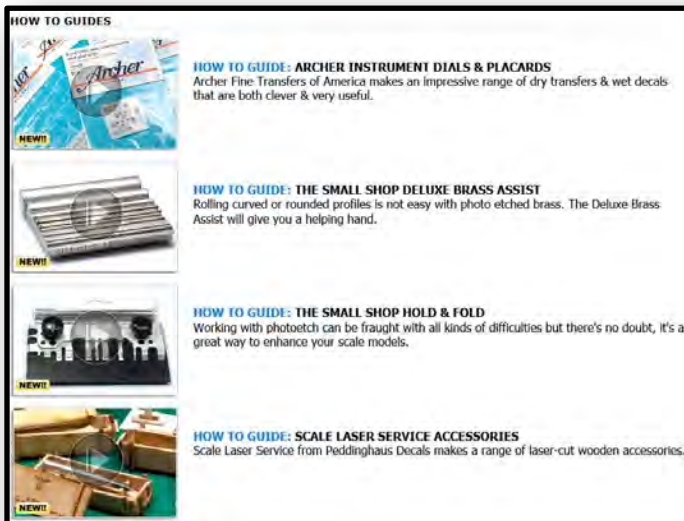 HOW TO GUIDES
Archer
NEW!!
HOW TO GUIDE: ARCHER INSTRUMENT DIALS & PLACARDS
Archer Fine Transfers of America makes an impressive range of dry transfers & wet decals
that are both clever & very useful.
NEW!!
HOW TO GUIDE: THE SMALL SHOP DELUXE BRASS ASSIST
Rolling curved or rounded profiles is not easy with photo etched brass. The Deluxe Brass
Assist will give you a helping hand.
NEW!!
HOW TO GUIDE: THE SMALL SHOP HOLD & FOLD
Working with photoetch can be fraught with all kinds of difficulties but there's no doubt, it's a
great way to enhance your scale models.
NEW!!
HOW TO GUIDE: SCALE LASER SERVICE ACCESSORIES
Scale Laser Service from Peddinghaus Decals makes a range of laser-cut wooden accessories.